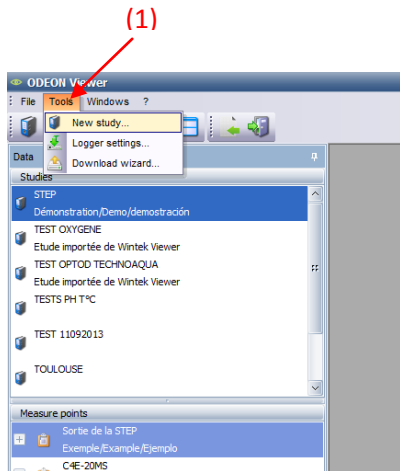 (1)
ODEON Viewer
File Tools Windows ?
New study...
Logger settings...
Download wizard...
Data
Studies
STEP
Démonstration/Demo/demostración
TEST OXYGENE
Etude importée de Wintek Viewer
TEST OPTOD TECHNOAQUA
Etude importée de Wintek Viewer
TESTS PH T°C
TEST 11092013
TOULOUSE
Measure points
Sortie de la STEP
Exemple/Example/Ejemplo
C4E-20MS